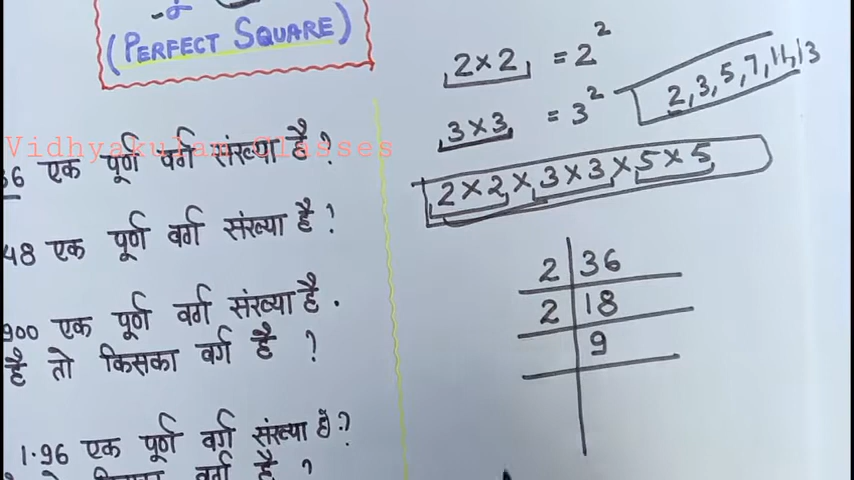 (PERFECT SQUARE)
Vidhyakulam Classes
36 एक पूर्ण वर्ग संख्या है ?
48 एक पूर्ण वर्ग संख्या है ?
900 एक पूर्ण वर्ग संख्या है .
है तो किसका वर्ग है ?
1.96 एक पूर्ण वर्ग संख्या है ?
वर्ग है ?
2×2 = 2²
3×3 = 3²
2,3,5,7,11,13
2×2×3×3×5×5
2 36
2 18
9